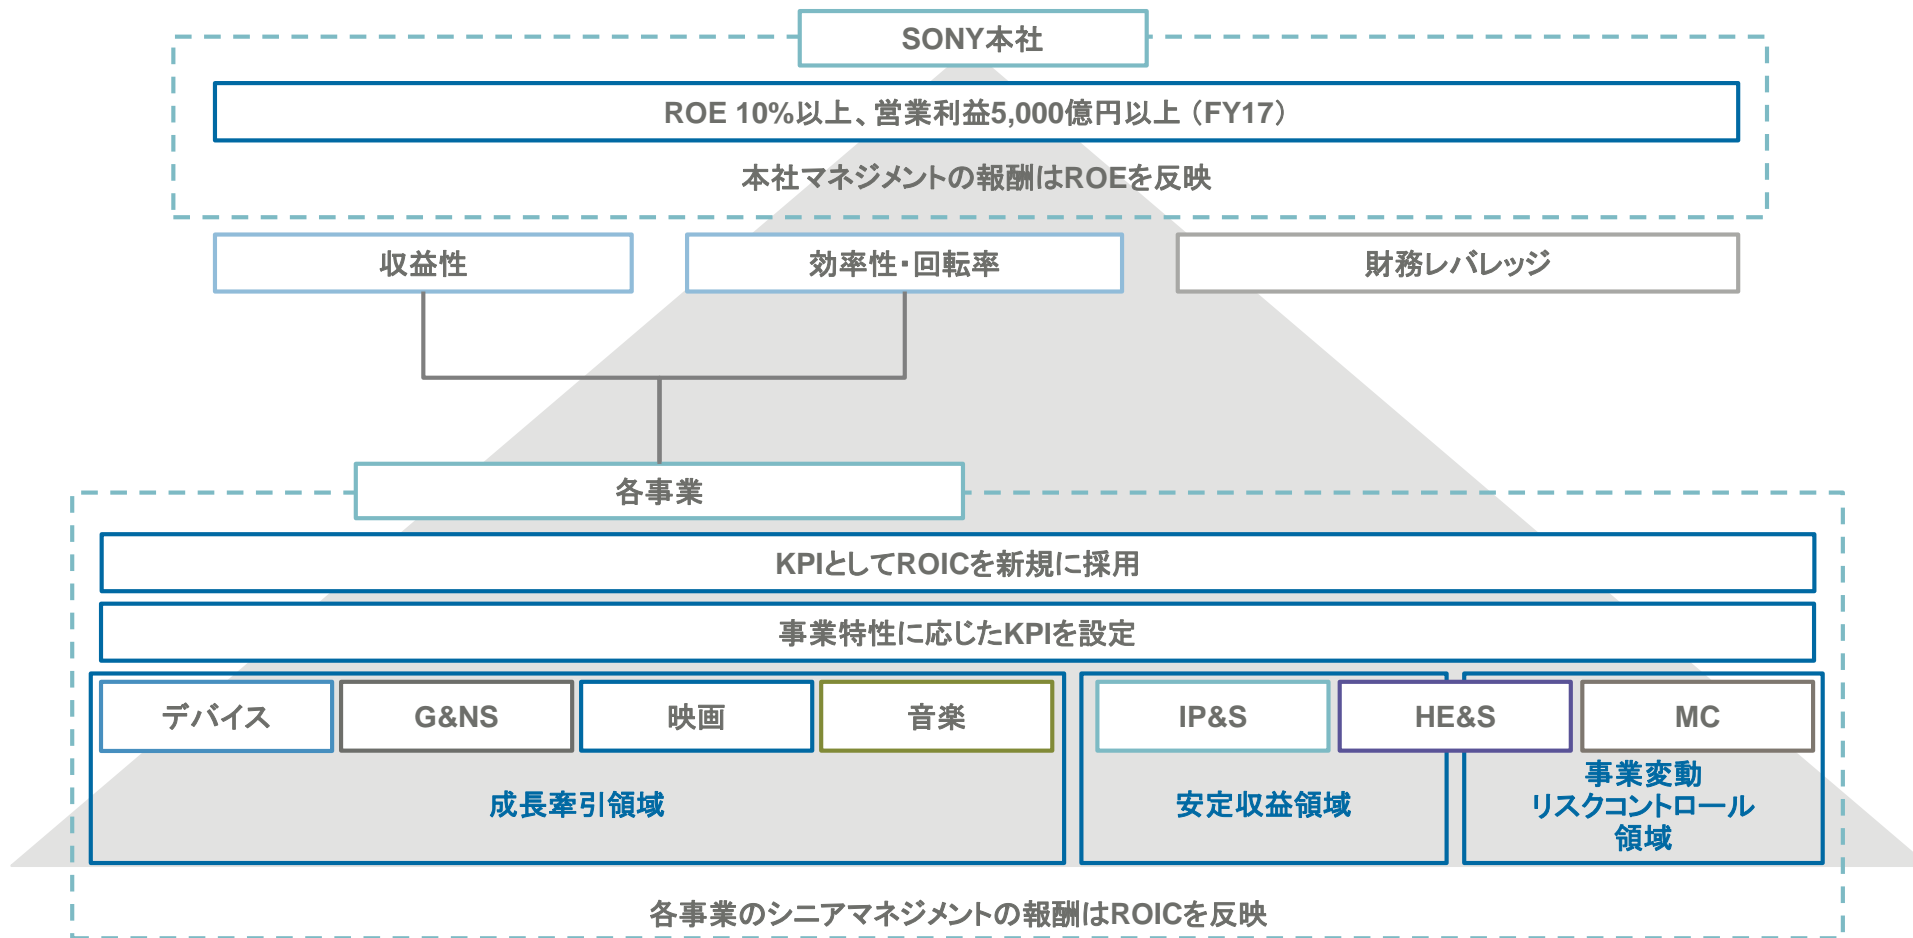 SONY本社
ROE 10%以上、営業利益5,000億円以上（FY17）
本社マネジメントの報酬はROEを反映
収益性
効率性・回転率
財務レバレッジ
各事業
KPIとしてROICを新規に採用
事業特性に応じたKPIを設定
デバイス
G&NS
映画
音楽
IP&S
HE&S
MC
成長牽引領域
安定収益領域
事業変動
リスクコントロール
領域
各事業のシニアマネジメントの報酬はROICを反映